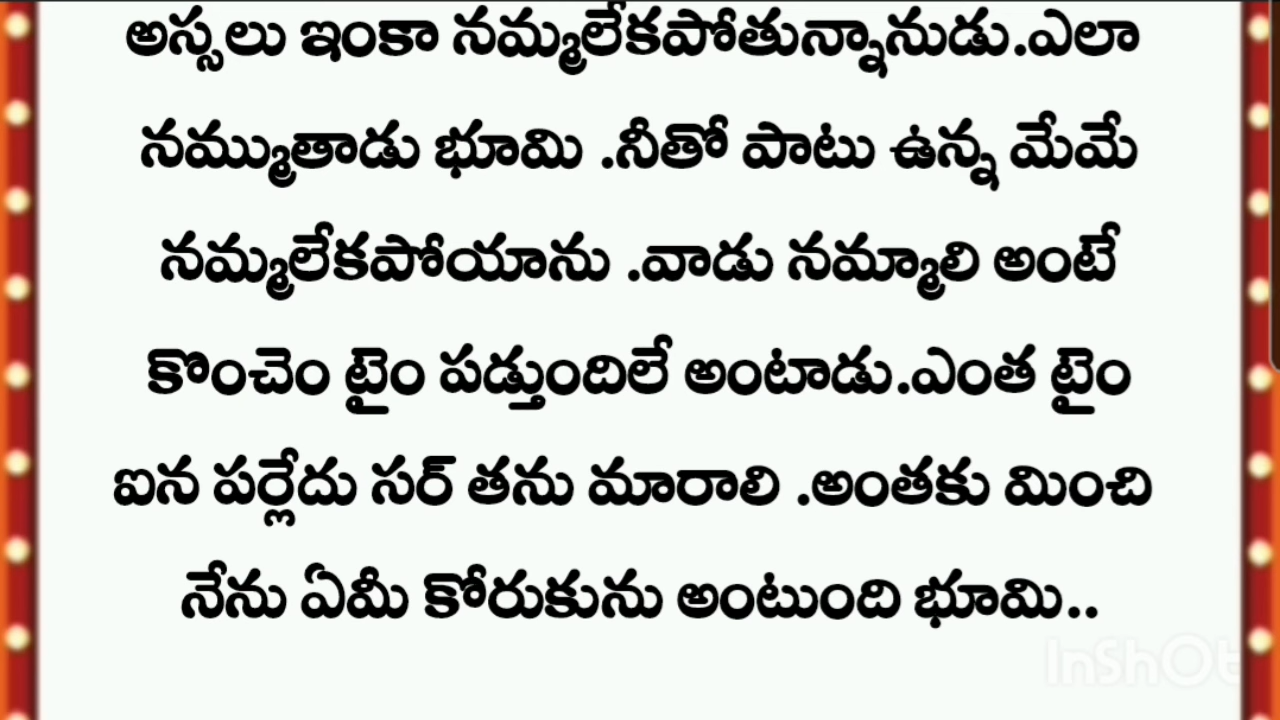 అస్సలు ఇంకా నమ్మలేకపోతున్నానుడు.ఎలా
నమ్ముతాడు భూమి .నీతో పాటు ఉన్న మేమే
నమ్మలేకపోయాను .వాడు నమ్మాలి అంటే
కొంచెం టైం పడ్తుందిలే అంటాడు.ఎంత టైం
ఐన పర్లేదు సర్ తను మారాలి .అంతకు మించి
నేను ఏమీ కోరుకును అంటుంది భూమి..
InShOt